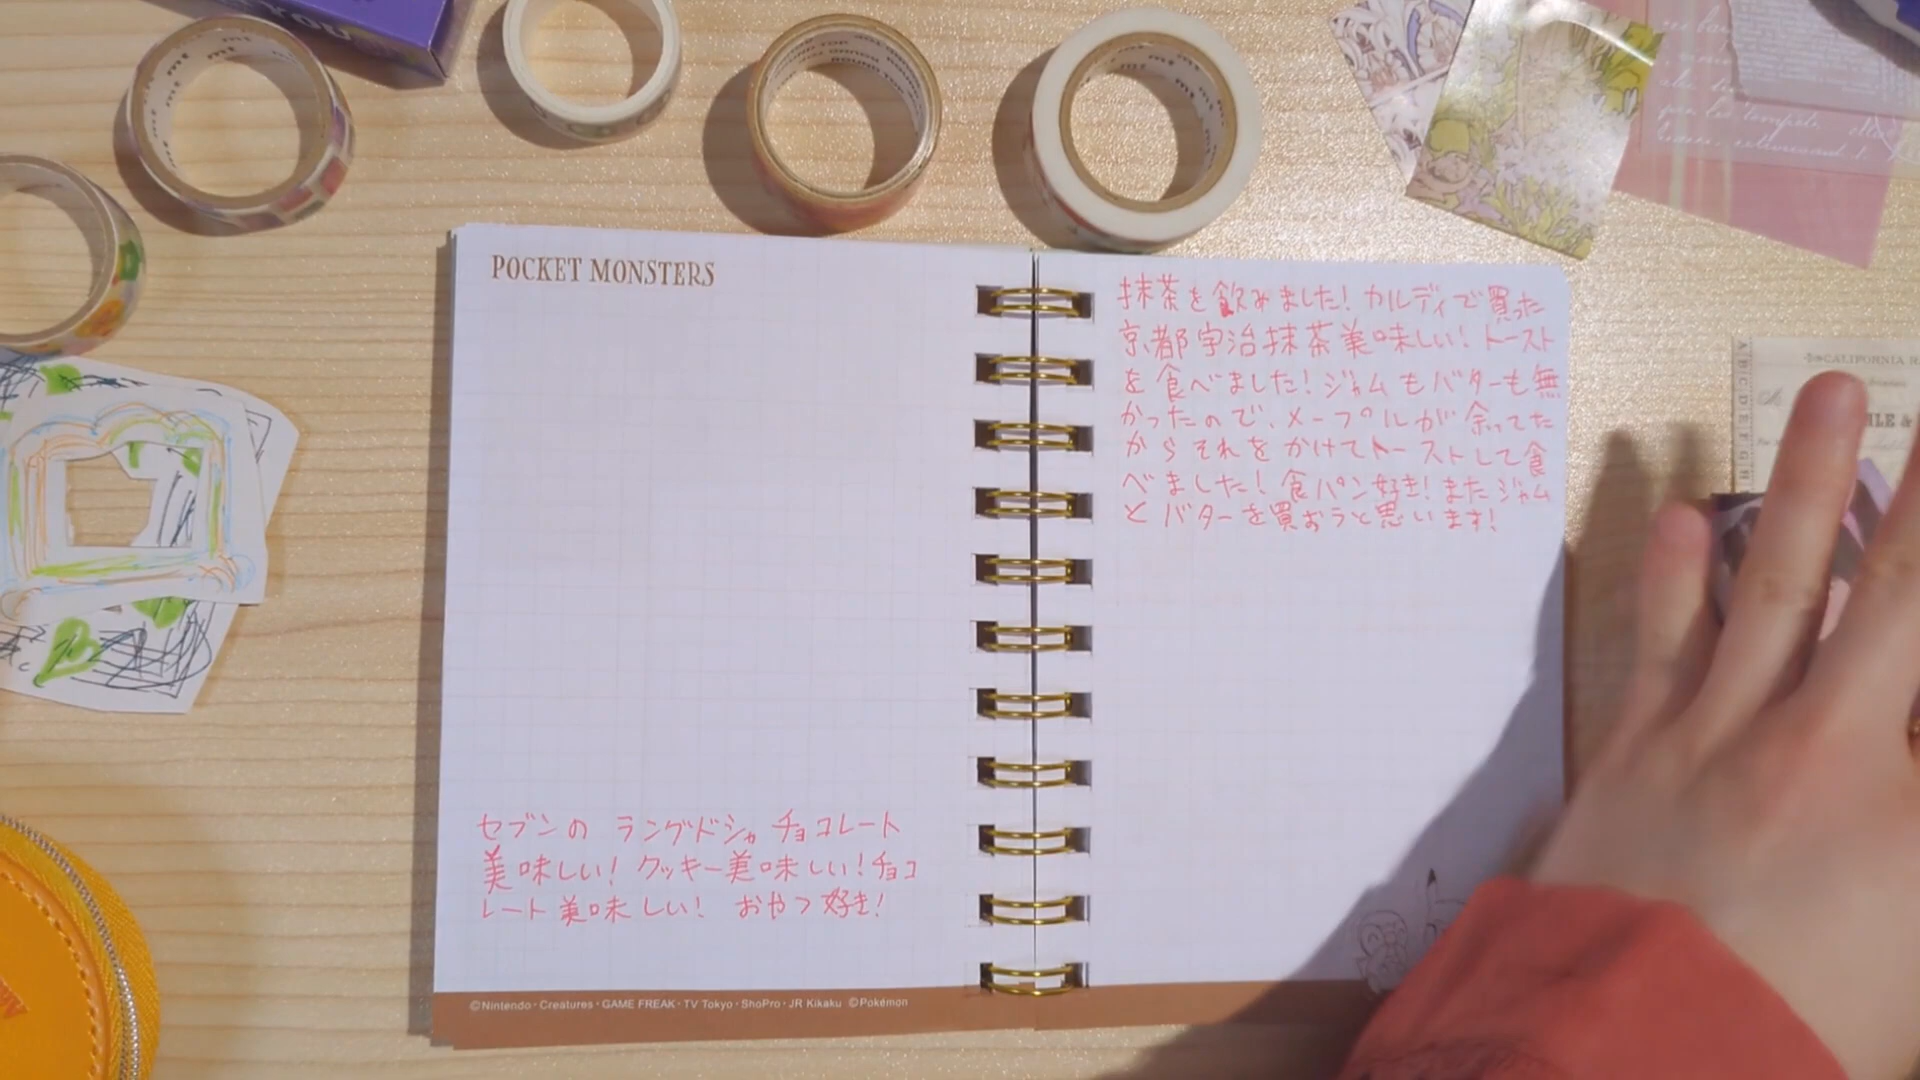 YOU
mt mt mt
ROUND TOP
mt
POCKET MONSTERS
抹茶を飲みました！カルディで買った
京都宇治抹茶美味しい！トースト
を食べました！ジャムもバターも無
かったので、メープルが余ってた
からそれをかけてトーストして食
べました！食パン好き！またジャム
とバターを買おうと思います！
セブンの ラングドシャチョコレート
美味しい！クッキー美味しい！チョコ
レート美味しい！ おやつ好き！
©Nintendo・Creatures・GAME FREAK・TV Tokyo・ShoPro・JR Kikaku ©Pokémon
CALIFORNIA
A B C D E F G H